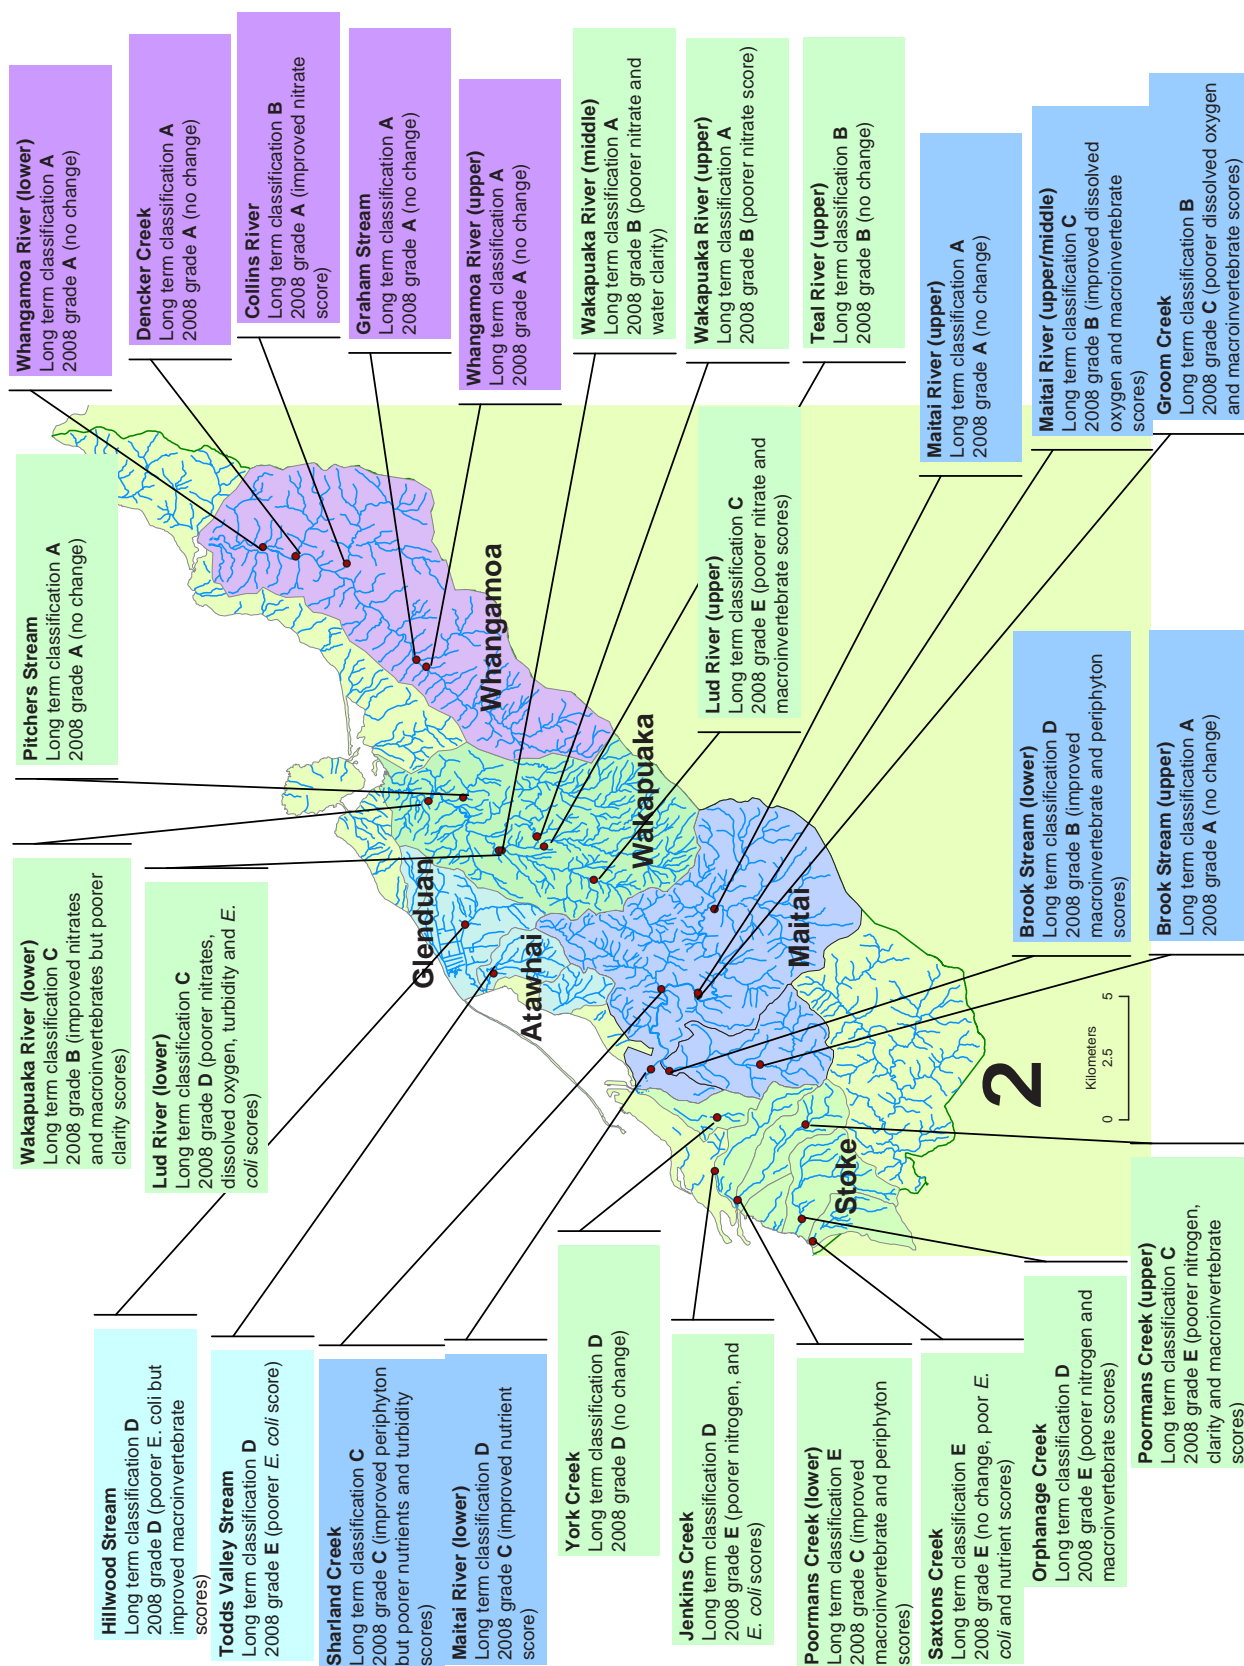 Whangamoa River (lower)
Long term classification A
2008 grade A (no change)
Dencker Creek
Long term classification A
2008 grade A (no change)
Collins River
Long term classification B
2008 grade A (improved nitrate
score)
Graham Stream
Long term classification A
2008 grade A (no change)
Whangamoa River (upper)
Long term classification A
2008 grade A (no change)
Wakapuaka River (middle)
Long term classification A
2008 grade B (poorer nitrate and
water clarity)
Wakapuaka River (upper)
Long term classification A
2008 grade B (poorer nitrate score)
Teal River (upper)
Long term classification B
2008 grade B (no change)
Maitai River (upper)
Long term classification A
2008 grade A (no change)
Maitai River (upper/middle)
Long term classification C
2008 grade B (improved dissolved
oxygen and macroinvertebrate
scores)
Groom Creek
Long term classification B
2008 grade C (poorer dissolved oxygen
and macroinvertebrate scores)
Pitchers Stream
Long term classification A
2008 grade A (no change)
Lud River (upper)
Long term classification C
2008 grade E (poorer nitrate and
macroinvertebrate scores)
Brook Stream (lower)
Long term classification D
2008 grade B (improved
macroinvertebrate and periphyton
scores)
Brook Stream (upper)
Long term classification A
2008 grade A (no change)
Wakapuaka River (lower)
Long term classification C
2008 grade B (improved nitrates
and macroinvertebrates but poorer
clarity scores)
Lud River (lower)
Long term classification C
2008 grade D (poorer nitrates,
dissolved oxygen, turbidity and E.
coli scores)
Glenduan
Atawhai
Whangamoa
Wakapuaka
Maitai
Stoke
2
Kilometers
0 2.5 5
Hillwood Stream
Long term classification D
2008 grade D (poorer E. coli but
improved macroinvertebrate
scores)
Todds Valley Stream
Long term classification D
2008 grade E (poorer E. coli score)
Sharland Creek
Long term classification C
2008 grade C (improved periphyton
but poorer nutrients and turbidity
scores)
Maitai River (lower)
Long term classification D
2008 grade C (improved nutrient
score)
York Creek
Long term classification D
2008 grade D (no change)
Jenkins Creek
Long term classification D
2008 grade E (poorer nitrogen, and
E. coli scores)
Poormans Creek (lower)
Long term classification E
2008 grade C (improved
macroinvertebrate and periphyton
scores)
Saxtons Creek
Long term classification E
2008 grade E (no change, poor E.
coli and nutrient scores)
Orphanage Creek
Long term classification D
2008 grade E (poorer nitrogen and
macroinvertebrate scores)
Poormans Creek (upper)
Long term classification C
2008 grade E (poorer nitrogen,
clarity and macroinvertebrate
scores)